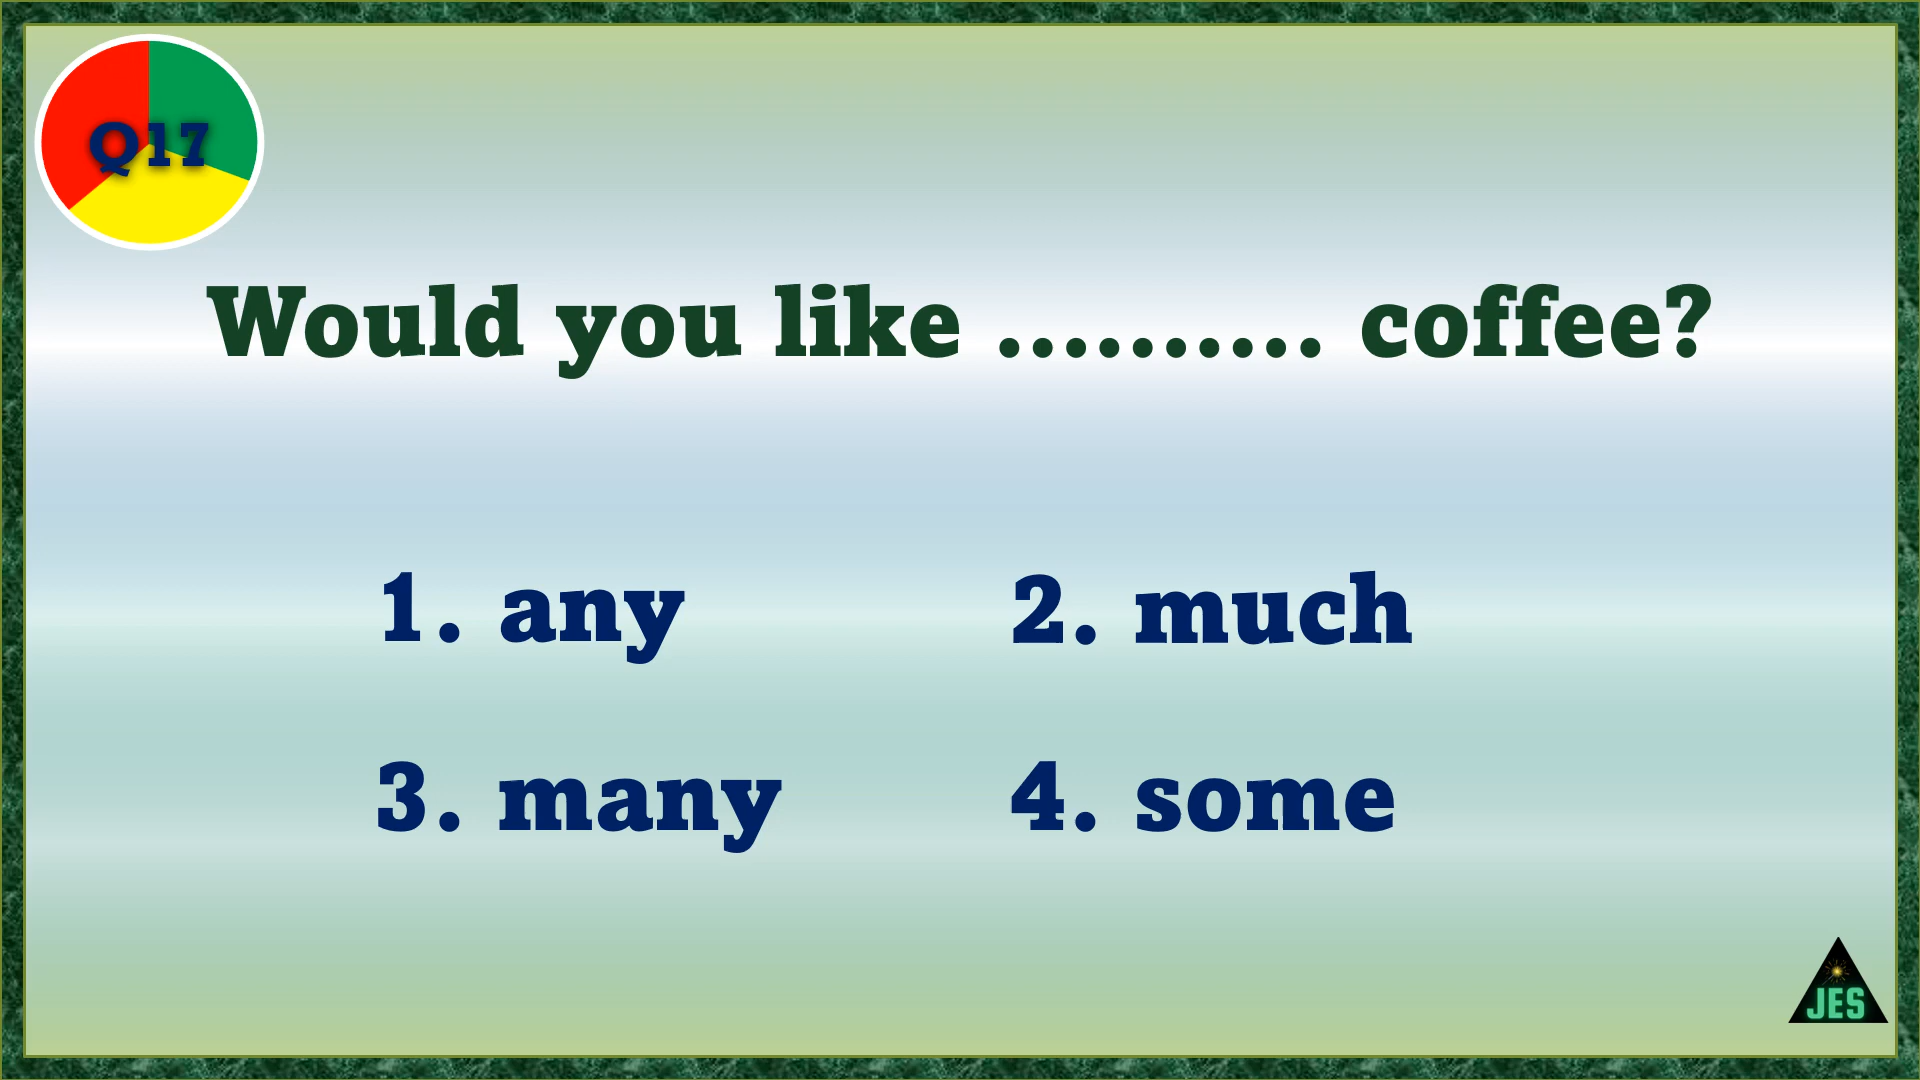 Q17
Would you like .......... coffee?
1. any
2. much
3. many
4. some
JES